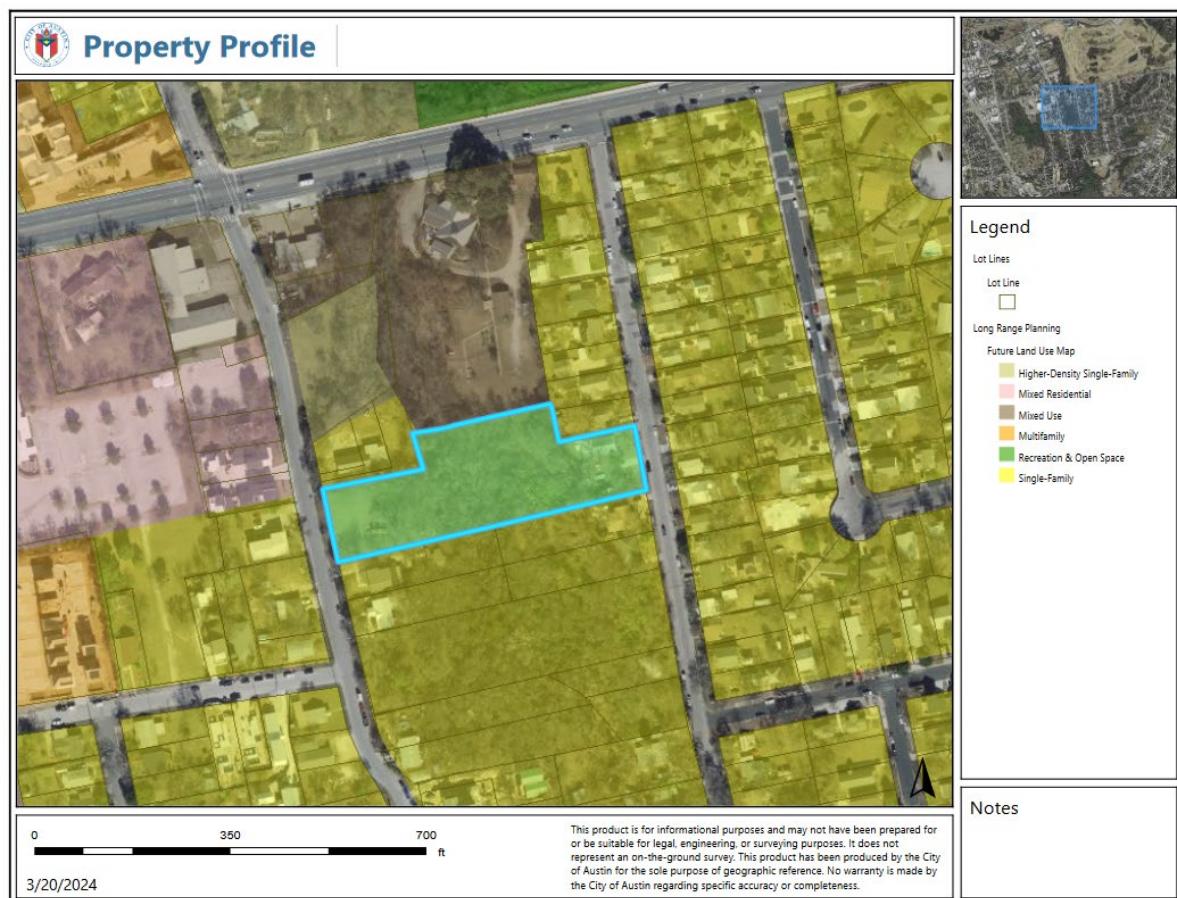 Property Profile
Legend
Lot Lines
Lot Line
Long Range Planning
Future Land Use Map
Higher-Density Single-Family
Mixed Residential
Mixed Use
Multifamily
Recreation & Open Space
Single-Family
Notes
0 350 700
ft
3/20/2024
This product is for informational purposes and may not have been prepared for
or be suitable for legal, engineering, or surveying purposes. It does not
represent an on-the-ground survey. This product has been produced by the City
of Austin for the sole purpose of geographic reference. No warranty is made by
the City of Austin regarding specific accuracy or completeness.